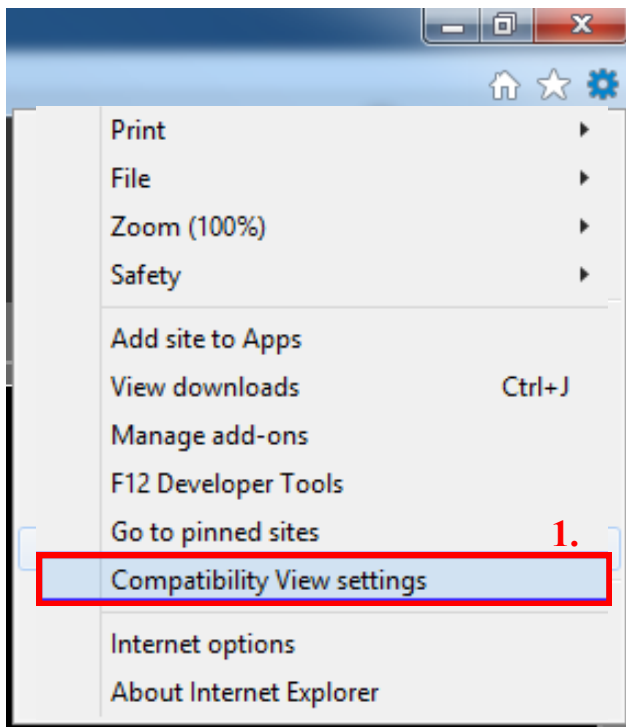 Print
File
Zoom (100%)
Safety
Add site to Apps
View downloads Ctrl+J
Manage add-ons
F12 Developer Tools
Go to pinned sites 1.
Compatibility View settings
Internet options
About Internet Explorer